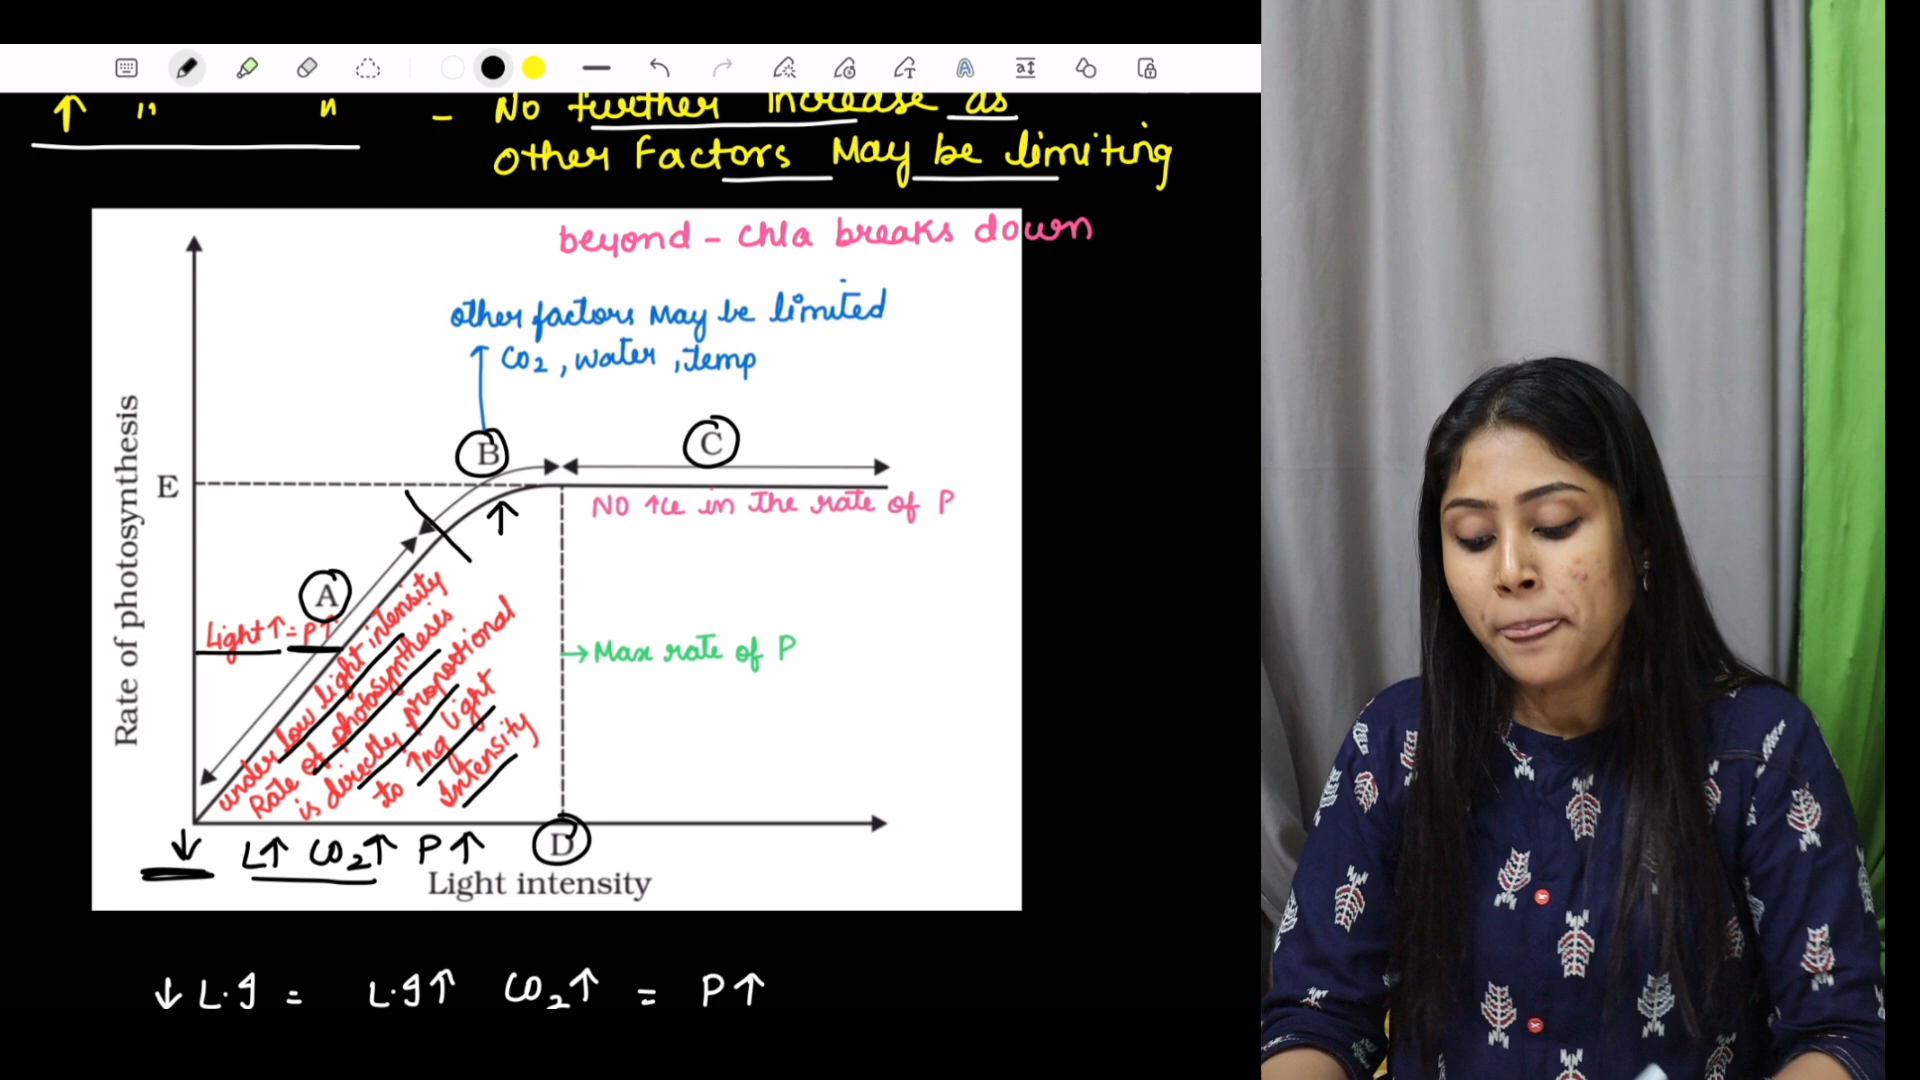 ↑ " " - No further increase as
other Factors May be limiting
beyond - Chla breaks down
other factors May be limited
CO2, water, temp
B
C
E
NO ↑ce in the rate of P
A
Light↑ = P↑
→ Max rate of P
under low light intensity
Rate of photosynthesis
is directly proportional
to ↑ng light
Intensity
Rate of photosynthesis
↓ L↑ CO2↑ P↑
D
Light intensity
↓ L.g = L.g↑ CO2↑ = P↑